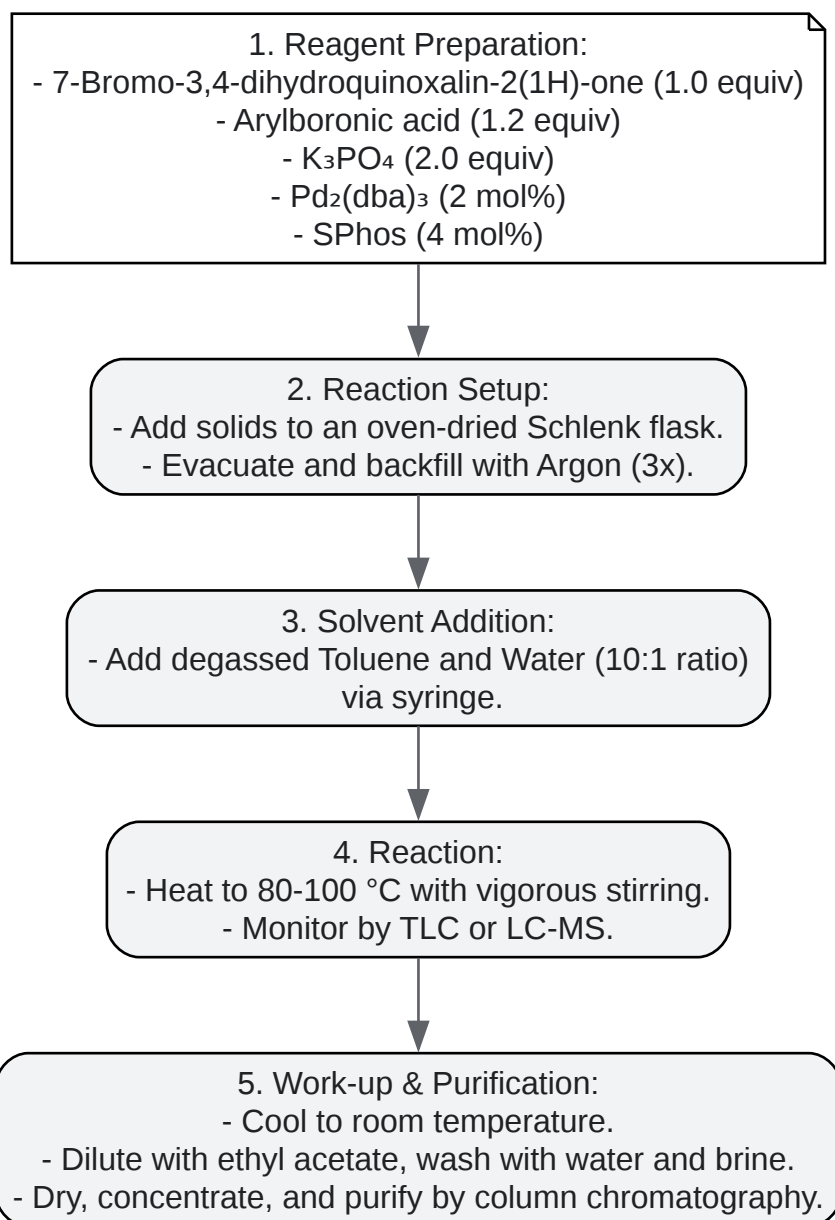 1. Reagent Preparation:
- 7-Bromo-3,4-dihydroquinoxalin-2(1H)-one (1.0 equiv)
- Arylboronic acid (1.2 equiv)
- K₃PO₄ (2.0 equiv)
- Pd₂(dba)₃ (2 mol%)
- SPhos (4 mol%)
2. Reaction Setup:
- Add solids to an oven-dried Schlenk flask.
- Evacuate and backfill with Argon (3x).
3. Solvent Addition:
- Add degassed Toluene and Water (10:1 ratio)
via syringe.
4. Reaction:
- Heat to 80-100 °C with vigorous stirring.
- Monitor by TLC or LC-MS.
5. Work-up & Purification:
- Cool to room temperature.
- Dilute with ethyl acetate, wash with water and brine.
- Dry, concentrate, and purify by column chromatography.